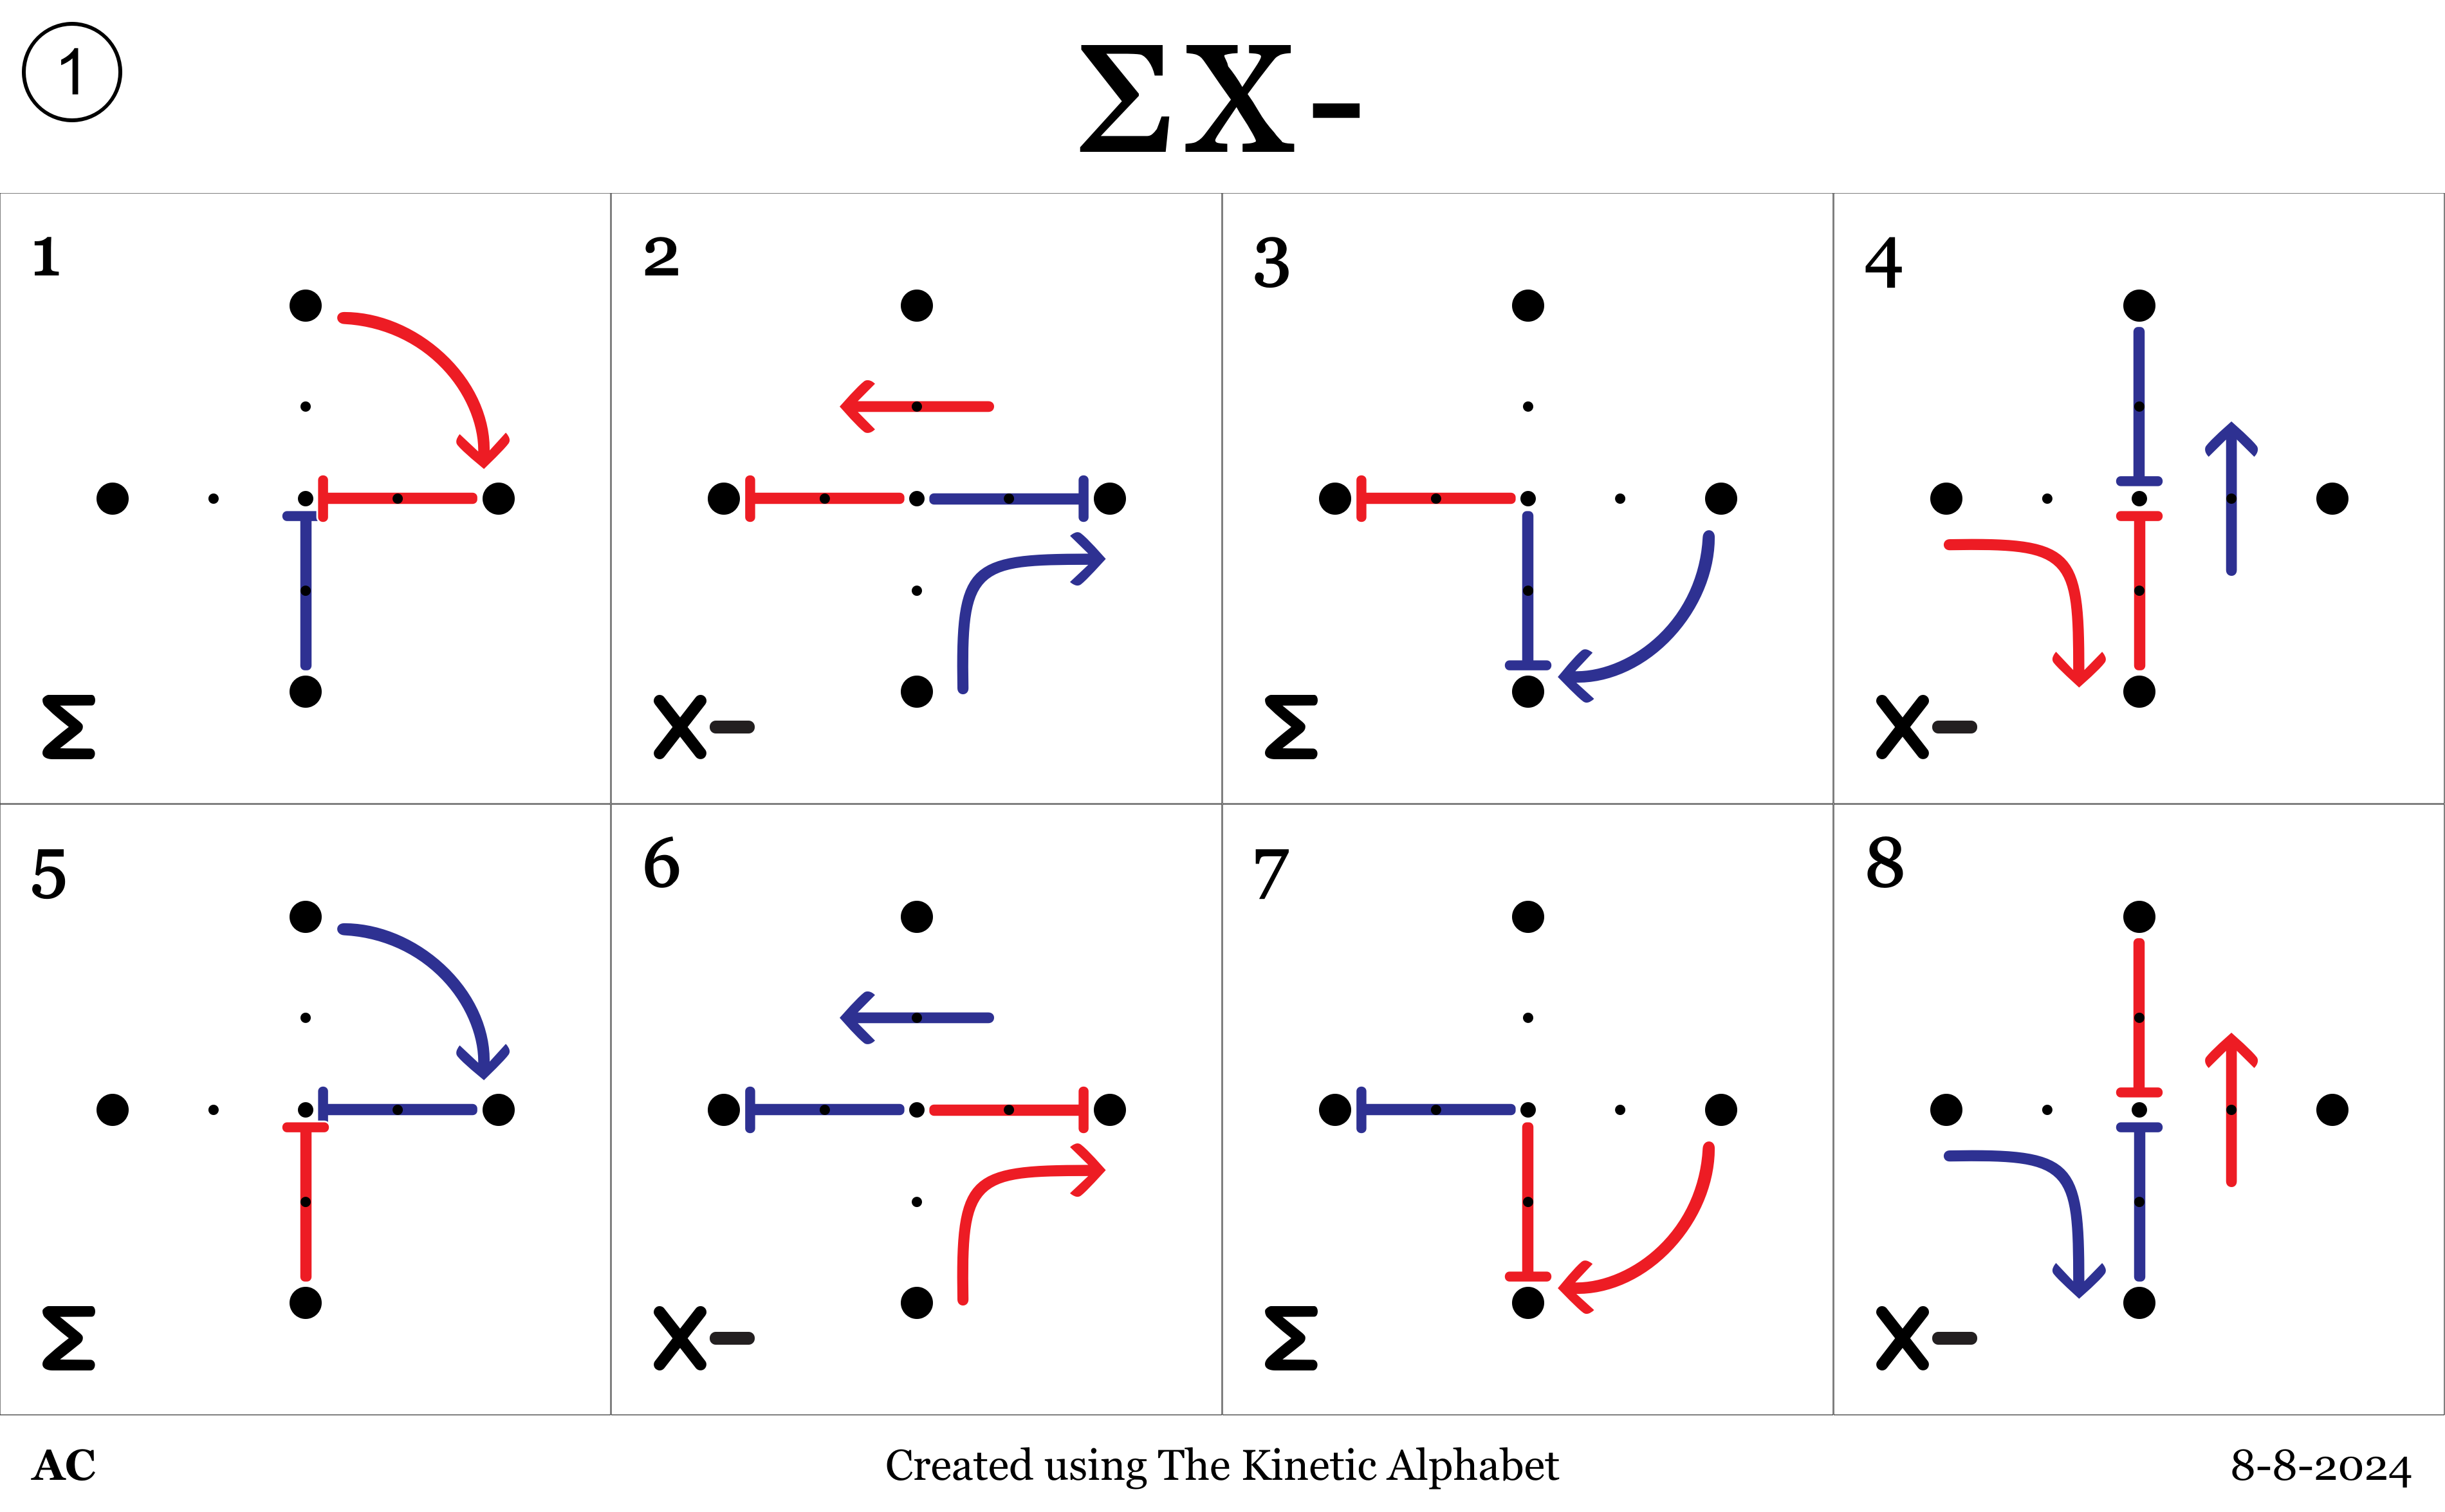 1
ΣX-
1
2
3
4
Σ
X-
Σ
X-
5
6
7
8
Σ
X-
Σ
X-
AC
Created using The Kinetic Alphabet
8-8-2024